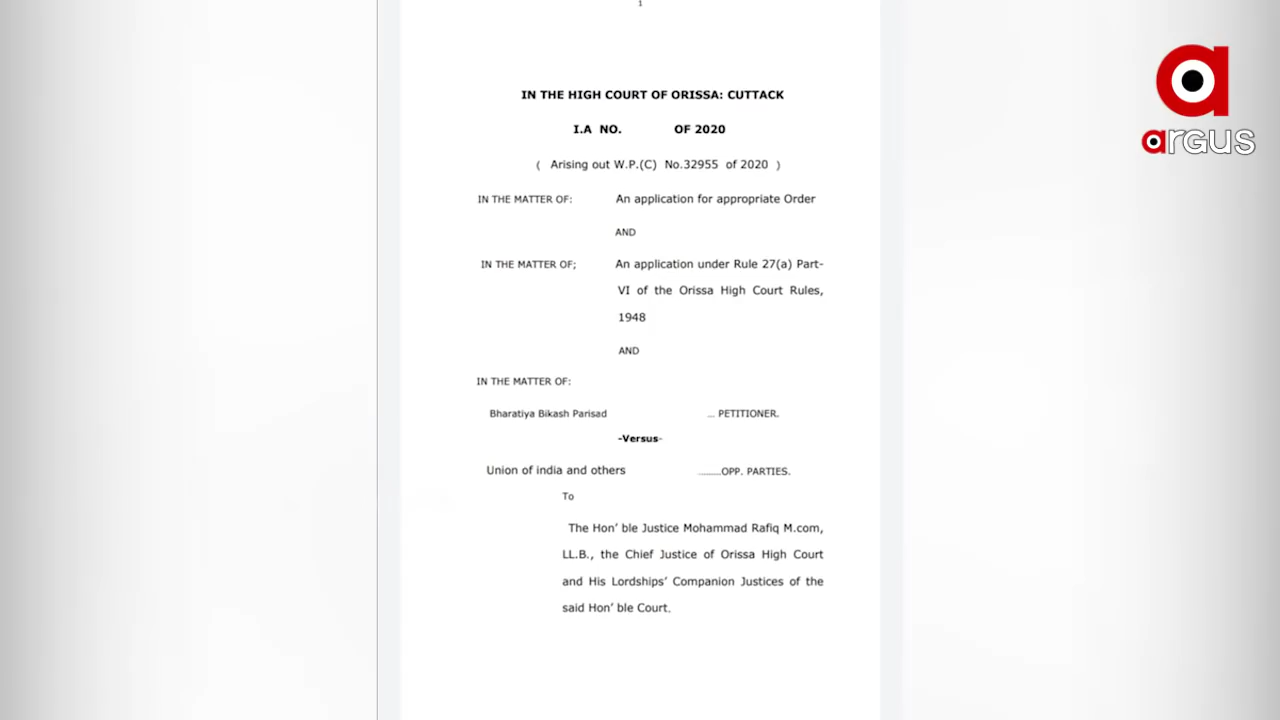 1
IN THE HIGH COURT OF ORISSA: CUTTACK
I.A NO. OF 2020
( Arising out W.P.(C) No.32955 of 2020 )
IN THE MATTER OF: An application for appropriate Order
AND
IN THE MATTER OF; An application under Rule 27(a) Part-
VI of the Orissa High Court Rules,
1948
AND
IN THE MATTER OF:
Bharatiya Bikash Parisad ... PETITIONER.
-Versus-
Union of india and others ..........OPP. PARTIES.
To
The Hon' ble Justice Mohammad Rafiq M.com,
LL.B., the Chief Justice of Orissa High Court
and His Lordships' Companion Justices of the
said Hon' ble Court.
a
argus